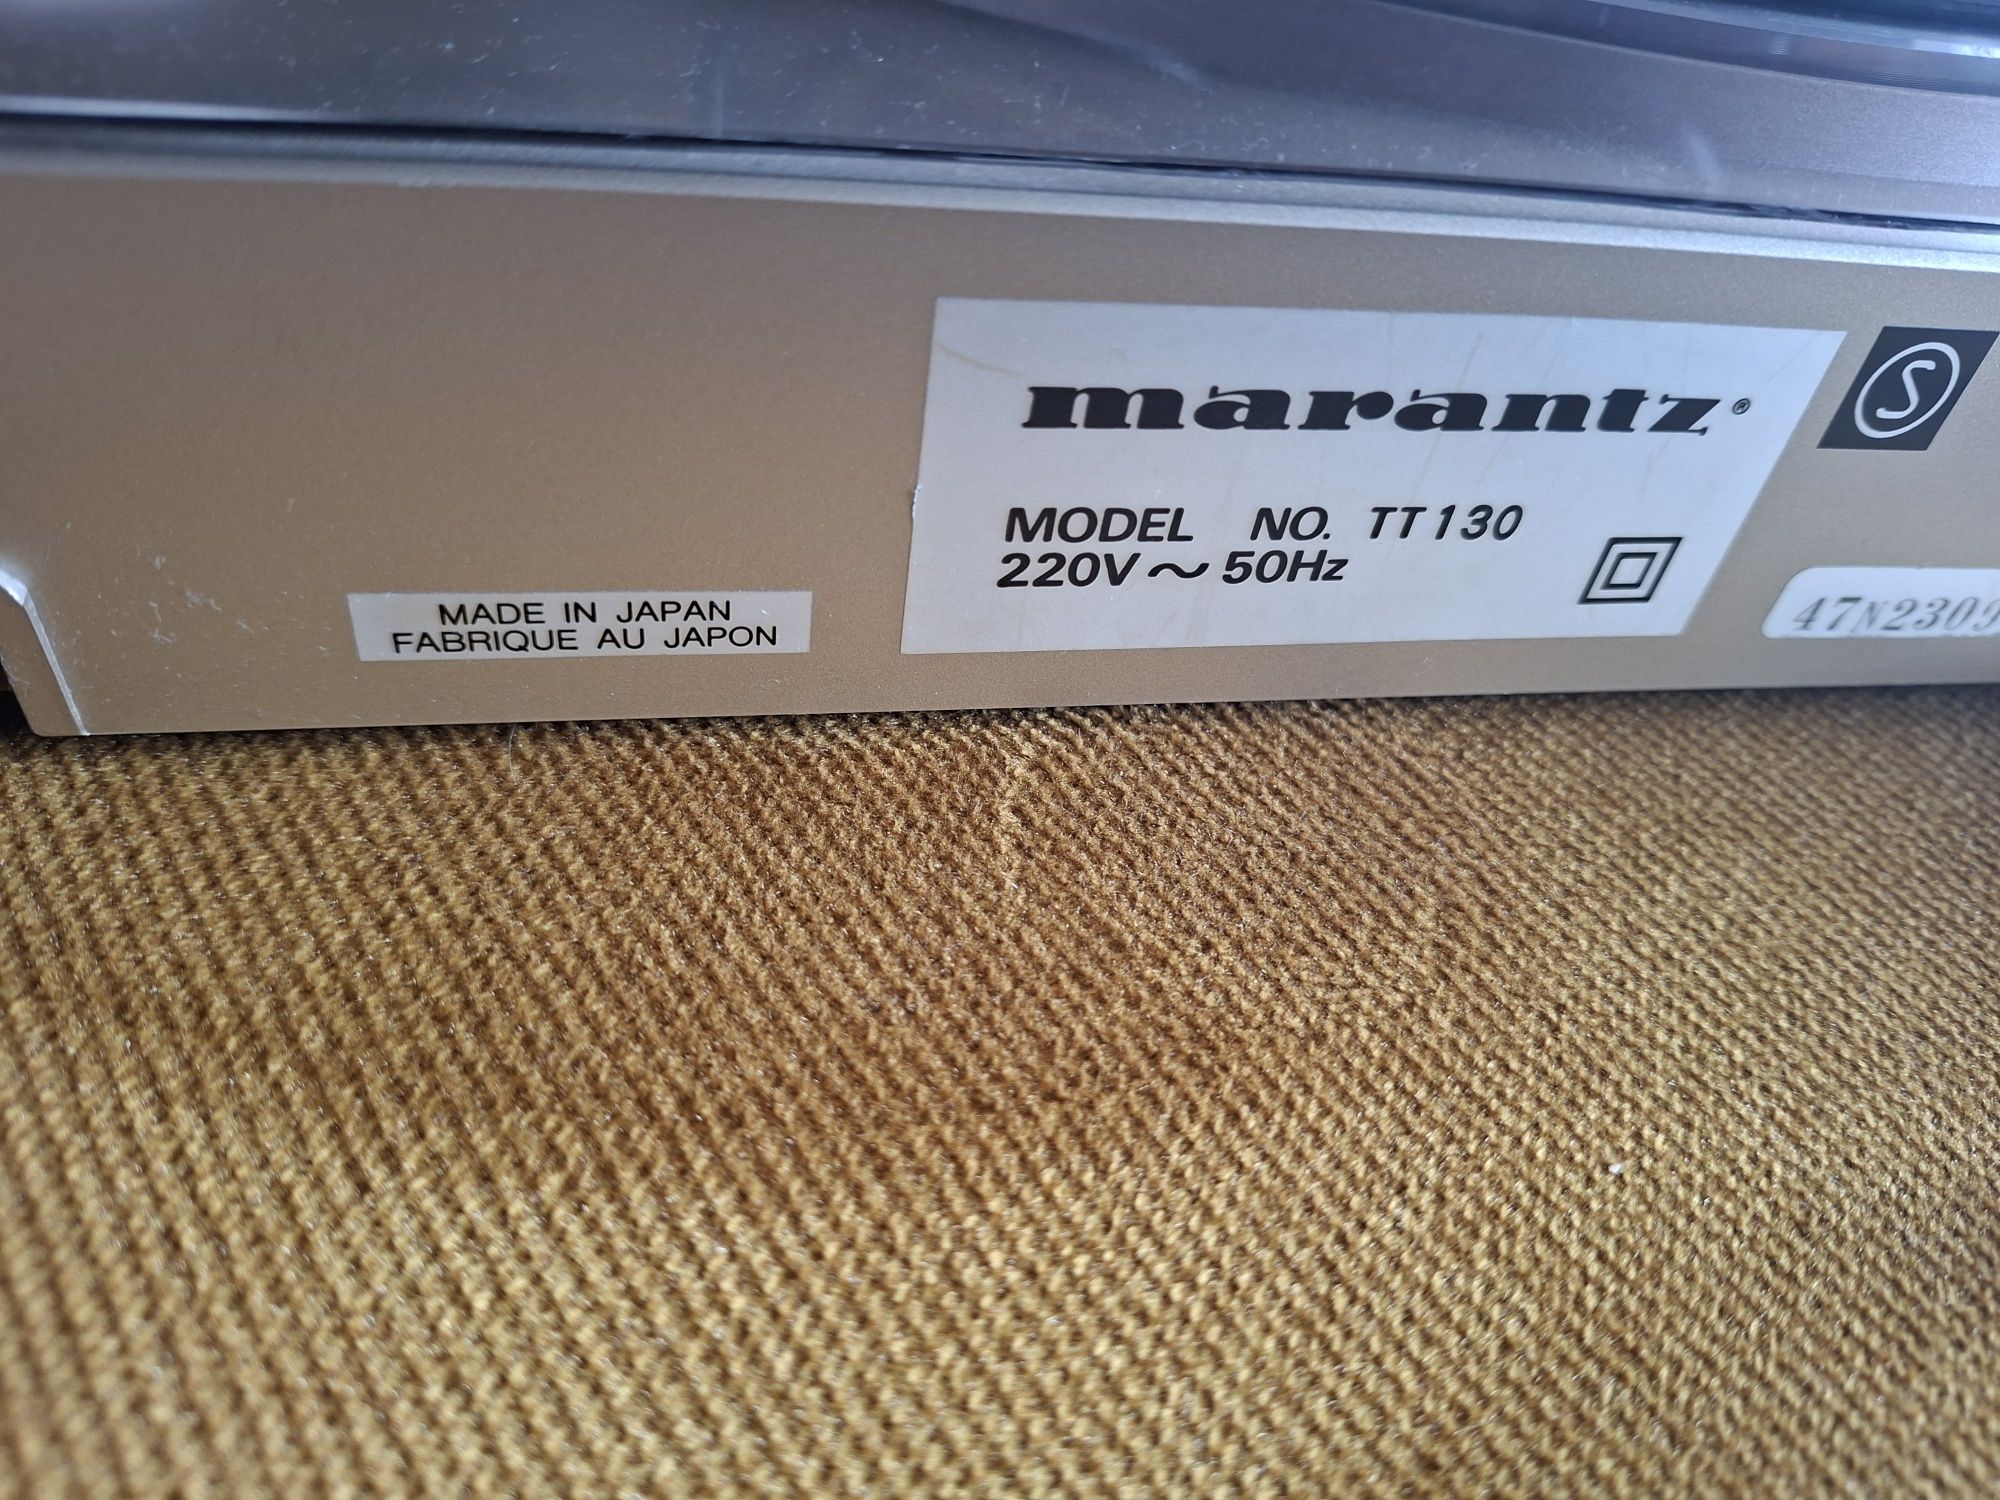 marantz®
S
MODEL NO. TT130
220V ~ 50Hz
MADE IN JAPAN
FABRIQUE AU JAPON
47N2309